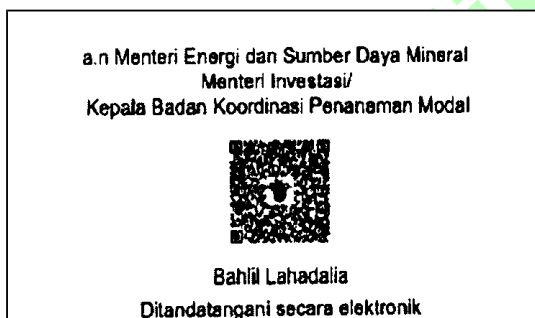 a.n Menteri Energi dan Sumber Daya Mineral
Menteri Investasi/
Kepala Badan Koordinasi Penanaman Modal
Bahlil Lahadalia
Ditandatangani secara elektronik